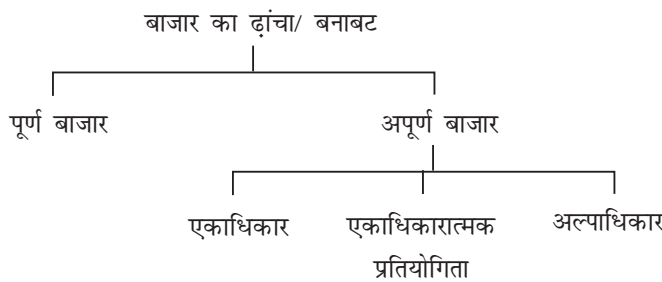 बाजार का ढ़ांचा/ बनाबट
पूर्ण बाजार
अपूर्ण बाजार
एकाधिकार
एकाधिकारात्मक
प्रतियोगिता
अल्पाधिकार